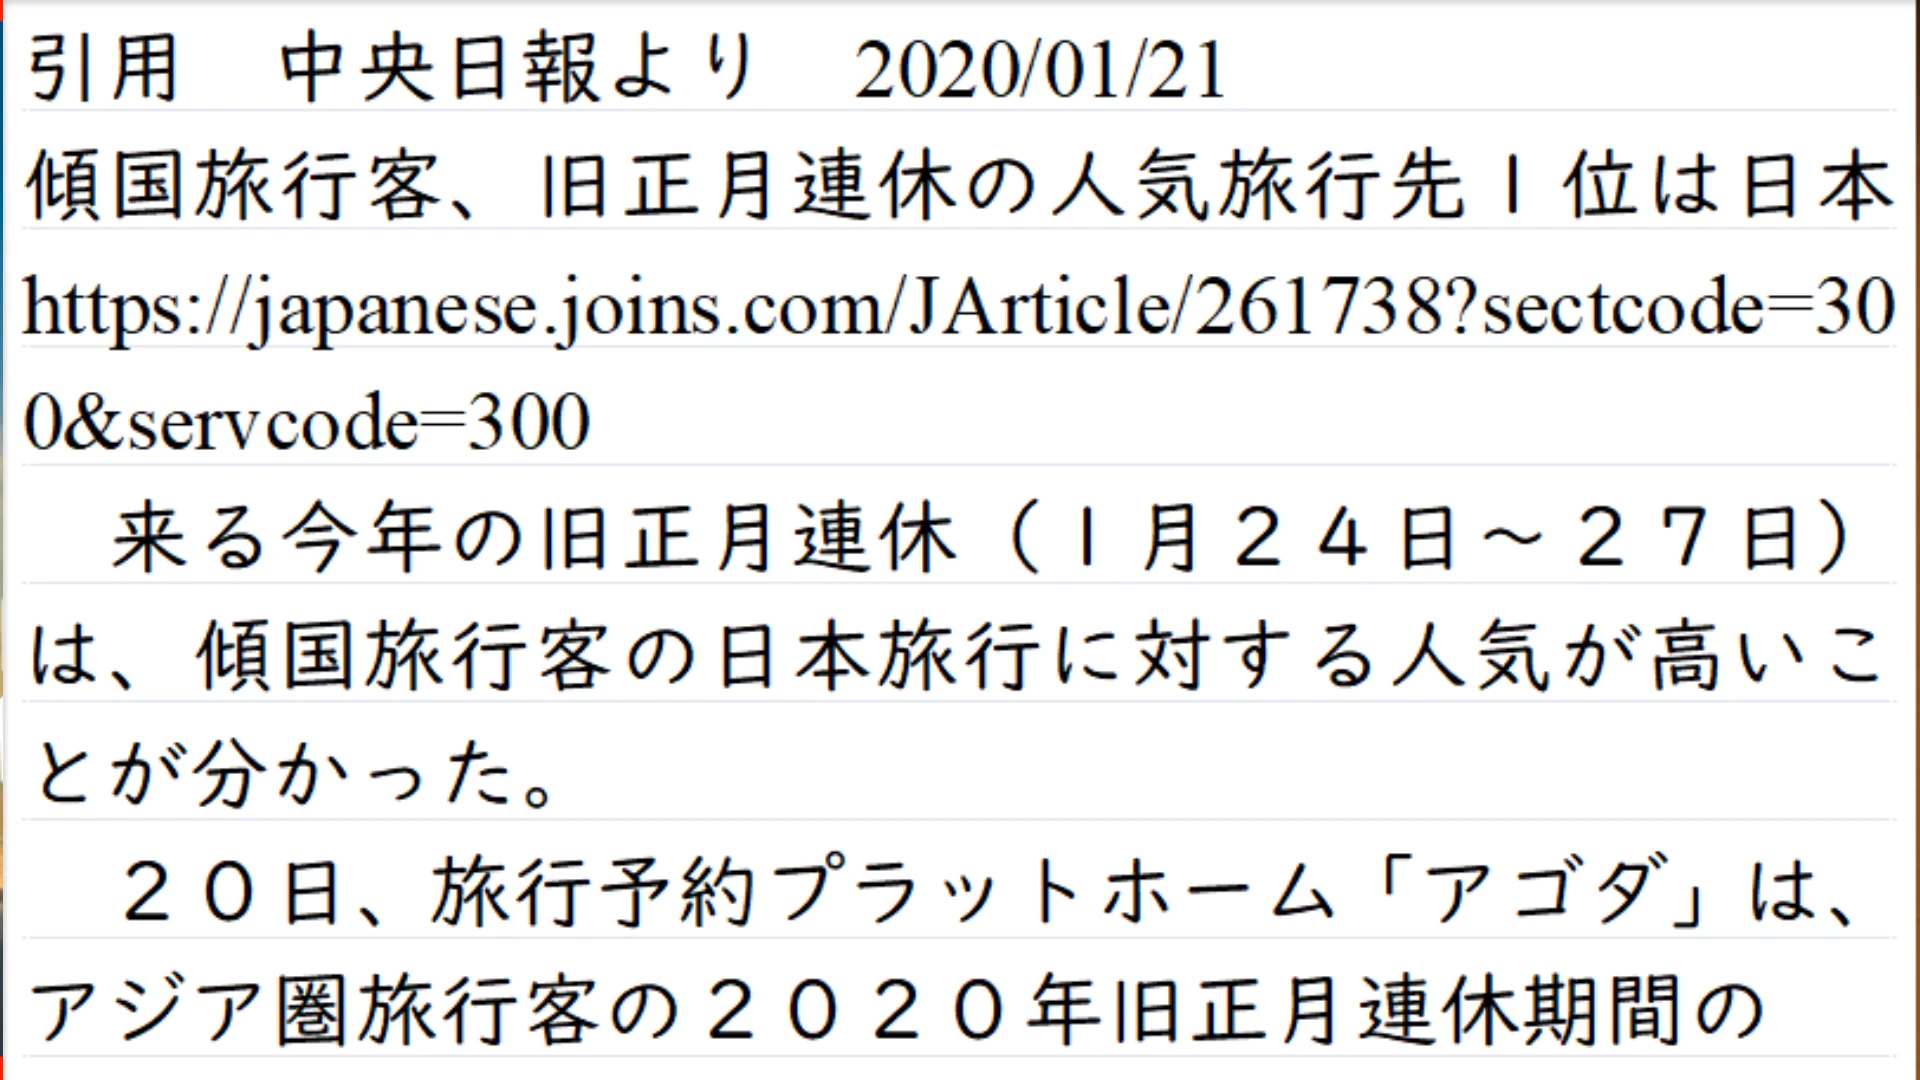 引用　中央日報より　2020/01/21
傾国旅行客、旧正月連休の人気旅行先１位は日本
https://japanese.joins.com/JArticle/261738?sectcode=30
0&servcode=300
　来る今年の旧正月連休（１月２４日～２７日）
は、傾国旅行客の日本旅行に対する人気が高いこ
とが分かった。
　２０日、旅行予約プラットホーム「アゴダ」は、
アジア圏旅行客の２０２０年旧正月連休期間の